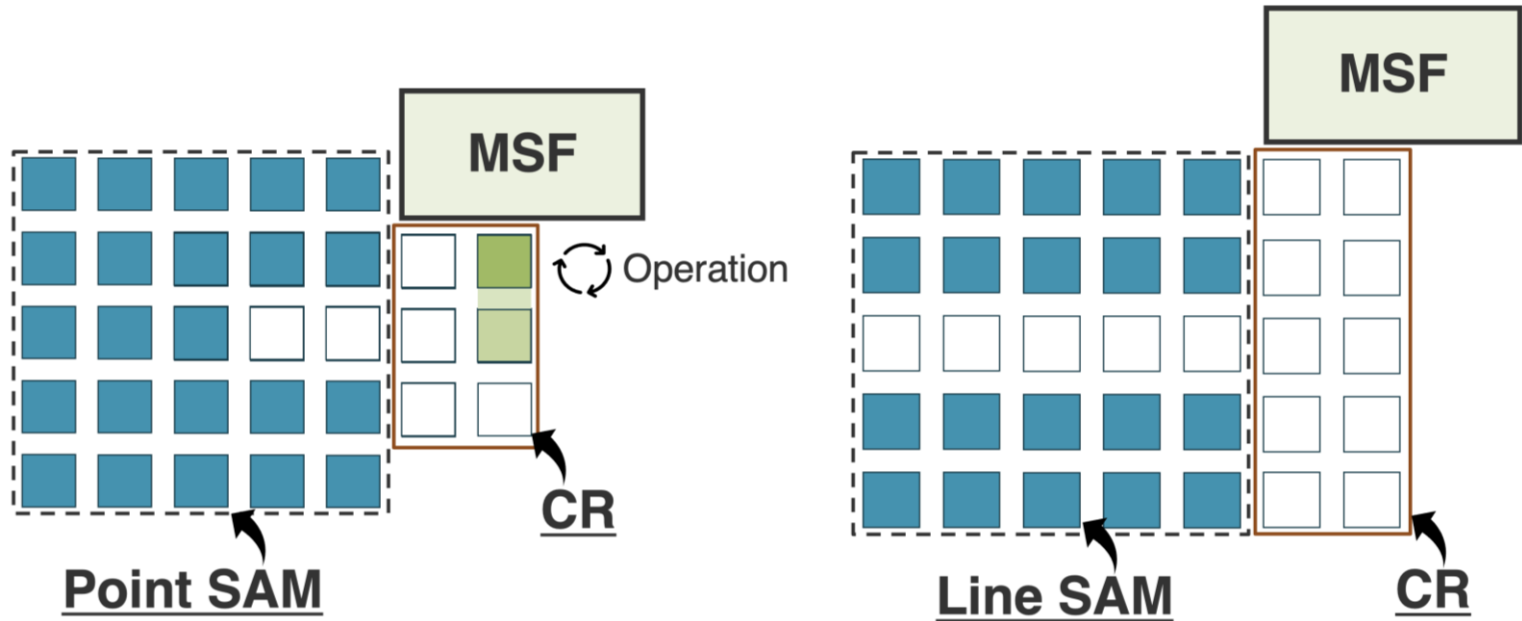 MSF
Operation
CR
Point SAM
MSF
Line SAM
CR